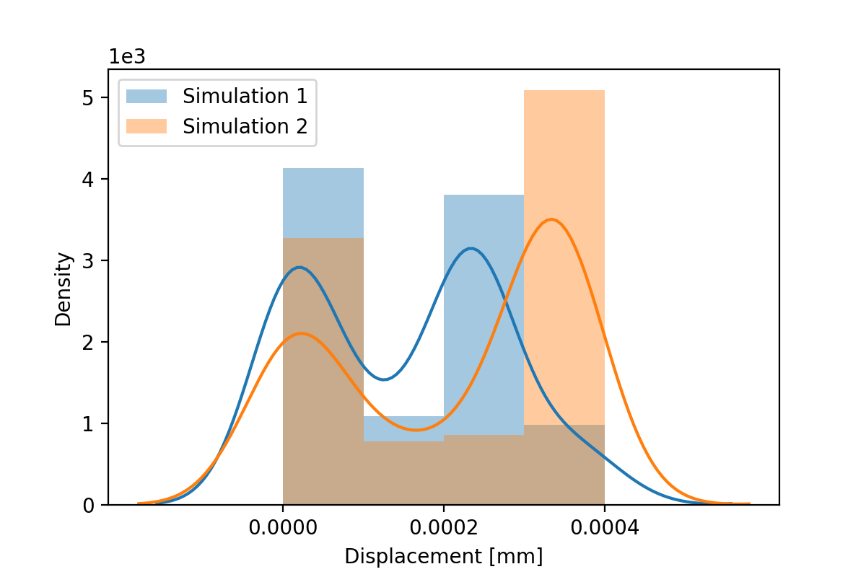 1e3
Simulation 1
Simulation 2
5
4
3
2
1
0
Density
0.0000
0.0002
0.0004
Displacement [mm]